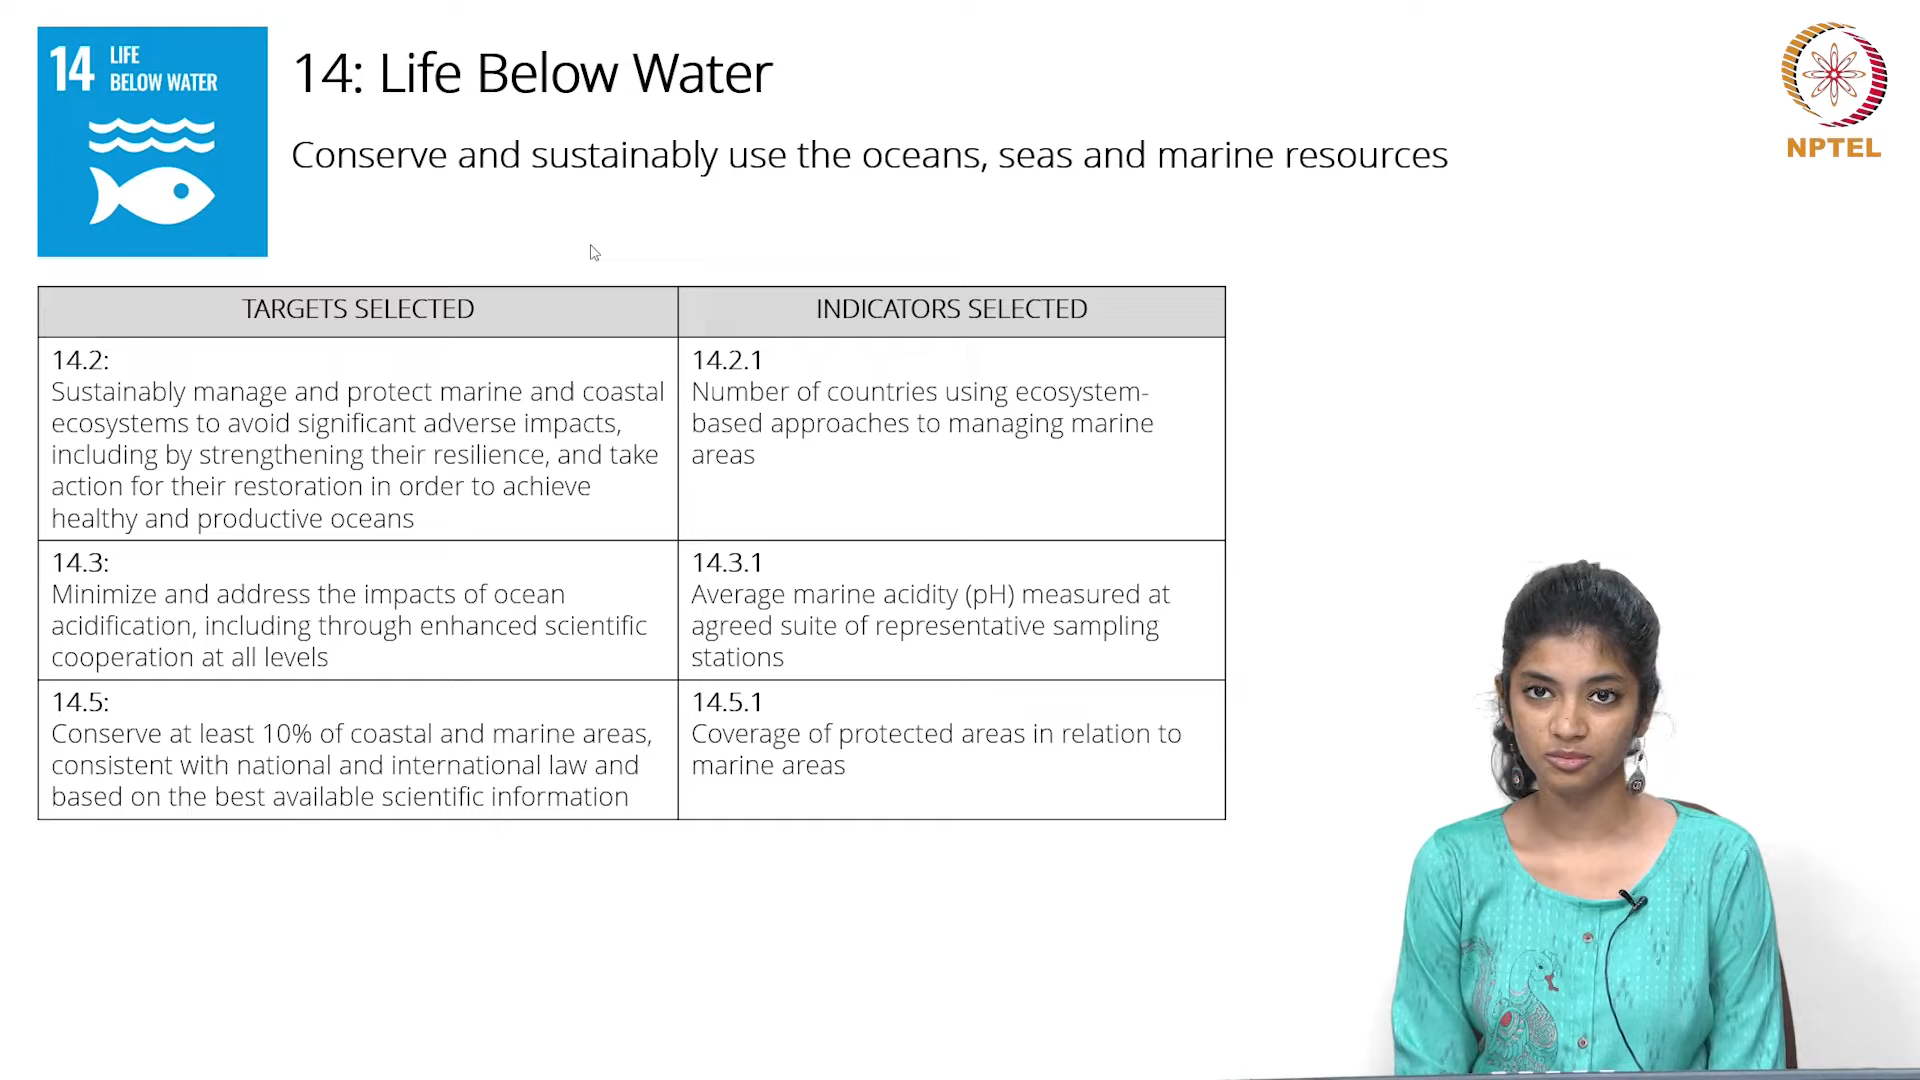 14 LIFE
BELOW WATER
14: Life Below Water
Conserve and sustainably use the oceans, seas and marine resources
NPTEL
TARGETS SELECTED
INDICATORS SELECTED
14.2:
Sustainably manage and protect marine and coastal
ecosystems to avoid significant adverse impacts,
including by strengthening their resilience, and take
action for their restoration in order to achieve
healthy and productive oceans
14.2.1
Number of countries using ecosystem-
based approaches to managing marine
areas
14.3:
Minimize and address the impacts of ocean
acidification, including through enhanced scientific
cooperation at all levels
14.3.1
Average marine acidity (pH) measured at
agreed suite of representative sampling
stations
14.5:
Conserve at least 10% of coastal and marine areas,
consistent with national and international law and
based on the best available scientific information
14.5.1
Coverage of protected areas in relation to
marine areas